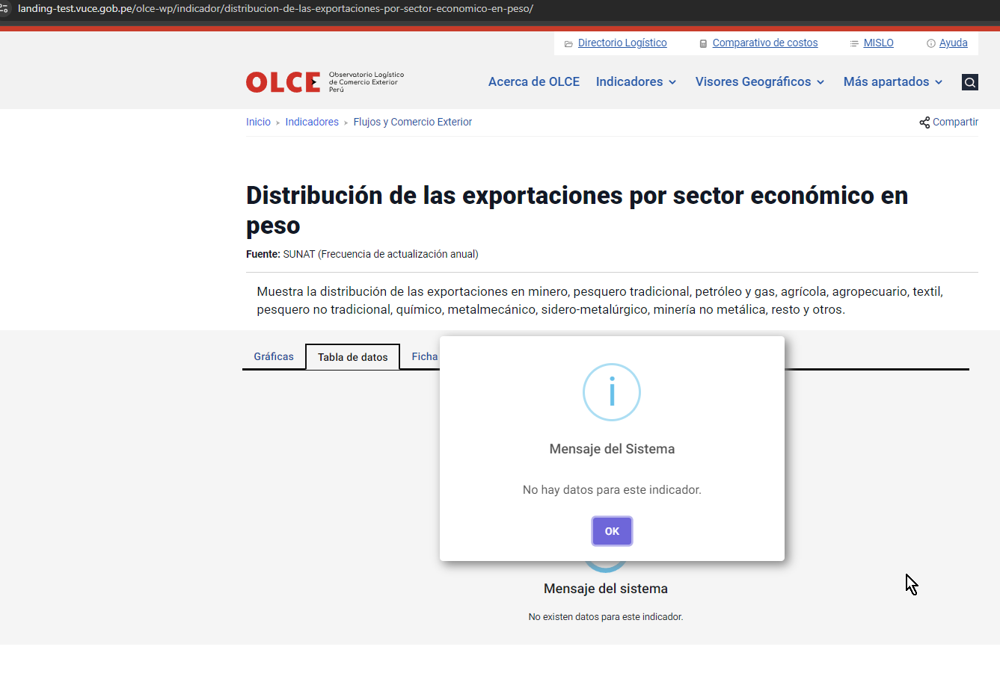 landing-test.vuce.gob.pe/olce-wp/indicador/distribucion-de-las-exportaciones-por-sector-economico-en-peso/
Directorio Logístico Comparativo de costos MISLO Ayuda
OLCE Observatorio Logístico
de Comercio Exterior
Perú
Acerca de OLCE Indicadores Visores Geográficos Más apartados
Inicio Indicadores Flujos y Comercio Exterior Compartir
Distribución de las exportaciones por sector económico en
peso
Fuente: SUNAT (Frecuencia de actualización anual)
Muestra la distribución de las exportaciones en minero, pesquero tradicional, petróleo y gas, agrícola, agropecuario, textil,
pesquero no tradicional, químico, metalmecánico, sidero-metalúrgico, minería no metálica, resto y otros.
Gráficas Tabla de datos Ficha
Mensaje del Sistema
No hay datos para este indicador.
OK
Mensaje del sistema
No existen datos para este indicador.